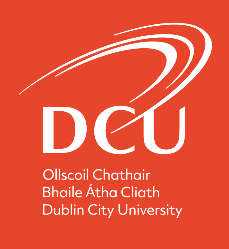 DCU
Ollscoil Chathair
Bhaile Átha Cliath
Dublin City University